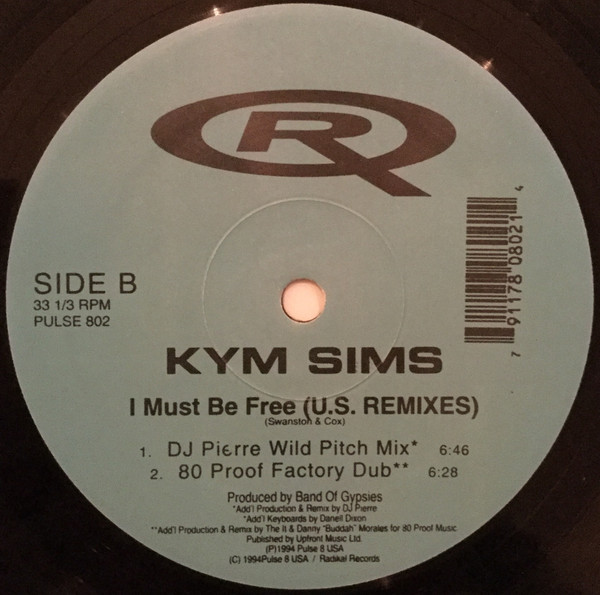 R
SIDE B
33 1/3 RPM
PULSE 802
7 91178 08021 4
KYM SIMS
I Must Be Free (U.S. REMIXES)
(Swanston & Cox)
1. DJ Pierre Wild Pitch Mix* 6:46
2. 80 Proof Factory Dub** 6:28
Produced by Band Of Gypsies
*Add'l Production & Remix by DJ Pierre
*Add'l Keyboards by Danell Dixon
**Add'l Production & Remix by The It & Danny "Buddah" Morales for 80 Proof Music.
Published by Upfront Music Ltd.
(P)1994 Pulse 8 USA
(C) 1994Pulse 8 USA / Radikal Records